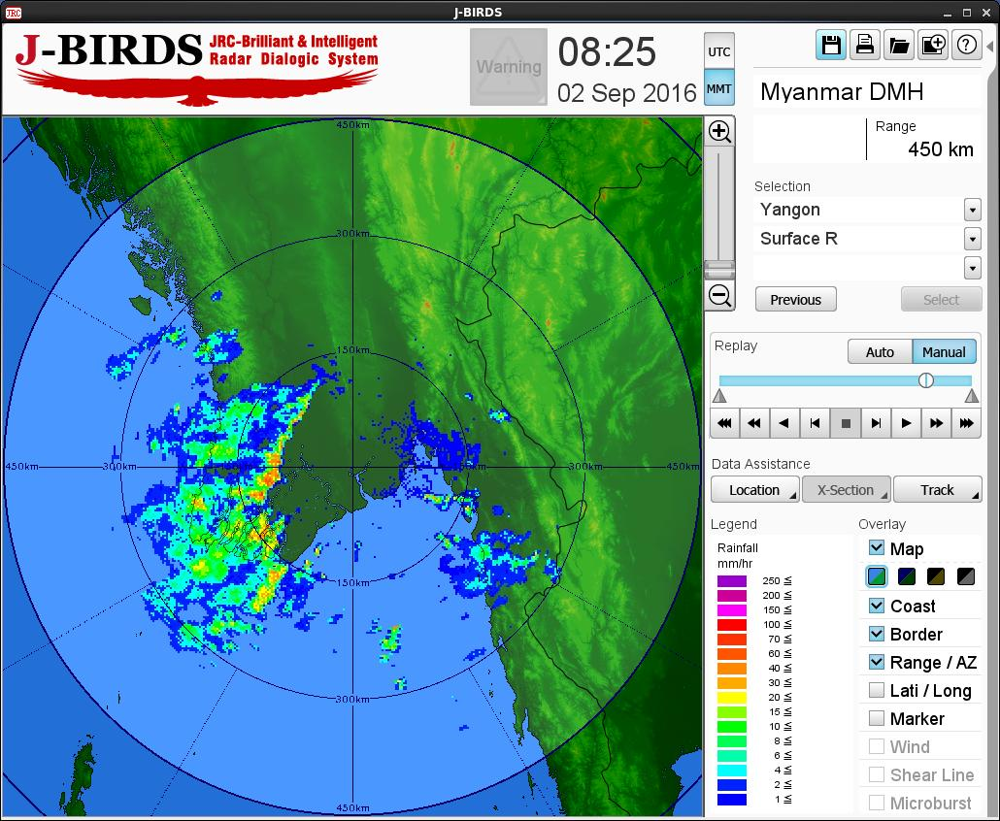 JRC J-BIRDS
J-BIRDS JRC-Brilliant & Intelligent
Radar Dialogic System
Warning
08:25
02 Sep 2016
UTC
MMT
Myanmar DMH
Range
450 km
Selection
Yangon
Surface R
Previous Select
Replay
Auto Manual
Data Assistance
Location X-Section Track
Legend
Rainfall
mm/hr
250 ≦
200 ≦
150 ≦
100 ≦
70 ≦
60 ≦
40 ≦
30 ≦
20 ≦
15 ≦
10 ≦
8 ≦
6 ≦
4 ≦
2 ≦
1 ≦
Overlay
Map
Coast
Border
Range / AZ
Lati / Long
Marker
Wind
Shear Line
Microburst
450km
300km
150km
450km 300km 300km 450km
150km
300km
450km